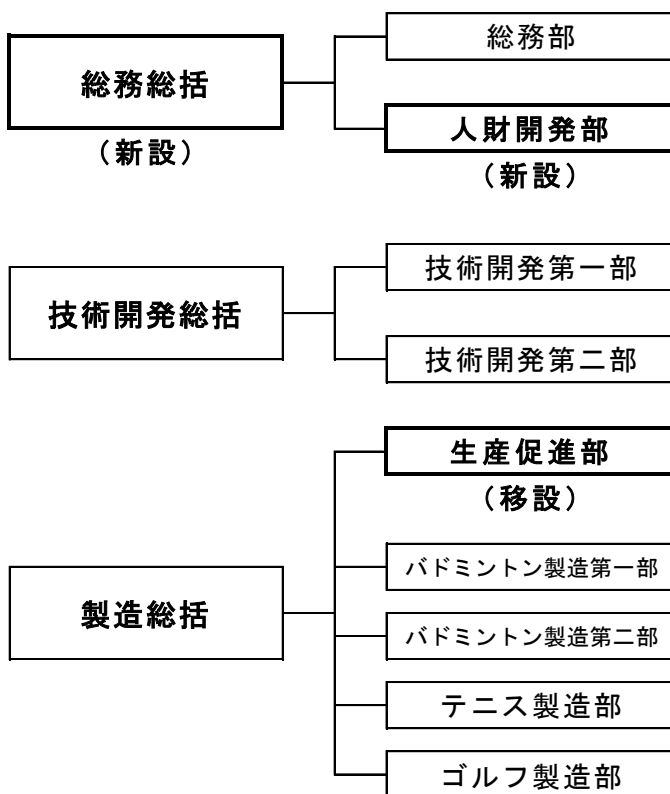 総務総括
（新設）
総務部
人財開発部
（新設）
技術開発総括
技術開発第一部
技術開発第二部
製造総括
生産促進部
（移設）
バドミントン製造第一部
バドミントン製造第二部
テニス製造部
ゴルフ製造部